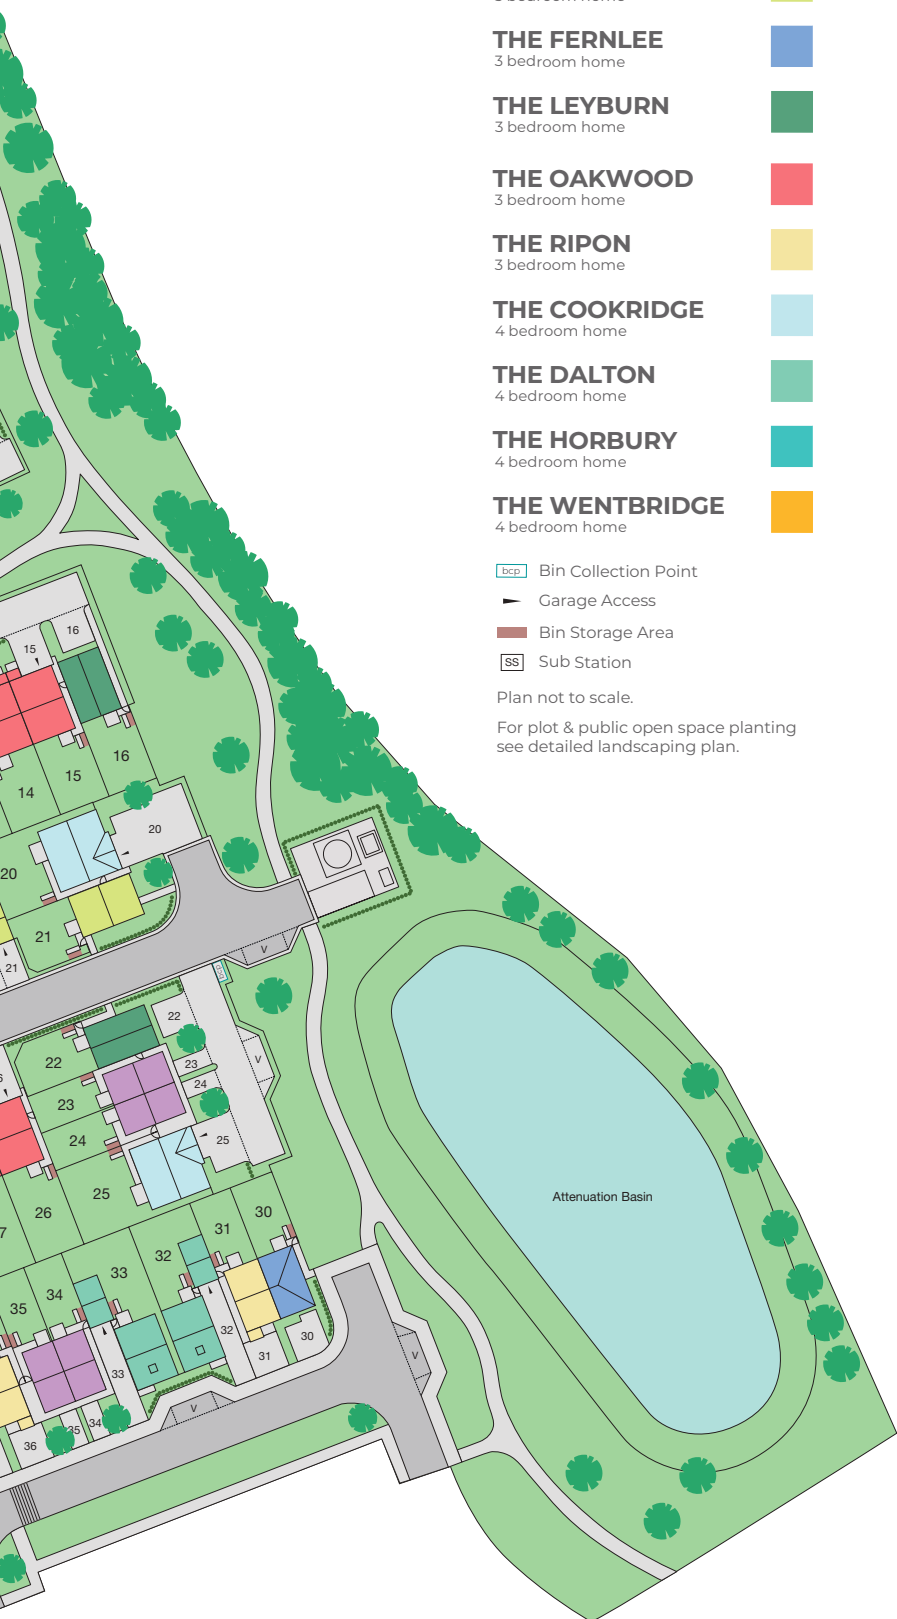 THE FERNLEE
3 bedroom home
THE LEYBURN
3 bedroom home
THE OAKWOOD
3 bedroom home
THE RIPON
3 bedroom home
THE COOKRIDGE
4 bedroom home
THE DALTON
4 bedroom home
THE HORBURY
4 bedroom home
THE WENTBRIDGE
4 bedroom home
bcp Bin Collection Point
Garage Access
Bin Storage Area
SS Sub Station
Plan not to scale.
For plot & public open space planting
see detailed landscaping plan.
16
15
16
15
14
20
20
21
21
V
bcp
22
22
V
23
23
24
24
25
25
26
Attenuation Basin
30
31
32
33
34
35
32
30
31
V
33
V
34
35
36